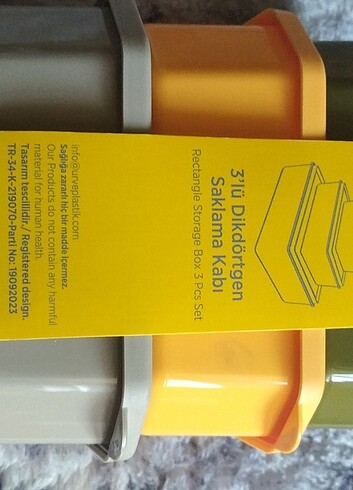 3'lü Dikdörtgen
Saklama Kabı
Rectangle Storage Box 3 Pcs Set
info@urveplastik.com
Sağlığa zararlı hiç bir madde içermez.
Our Products do not contain any harmful
material for human health.
Tasarım tescillidir / Registered design.
TR-34-K-219070-Parti No: 19092023